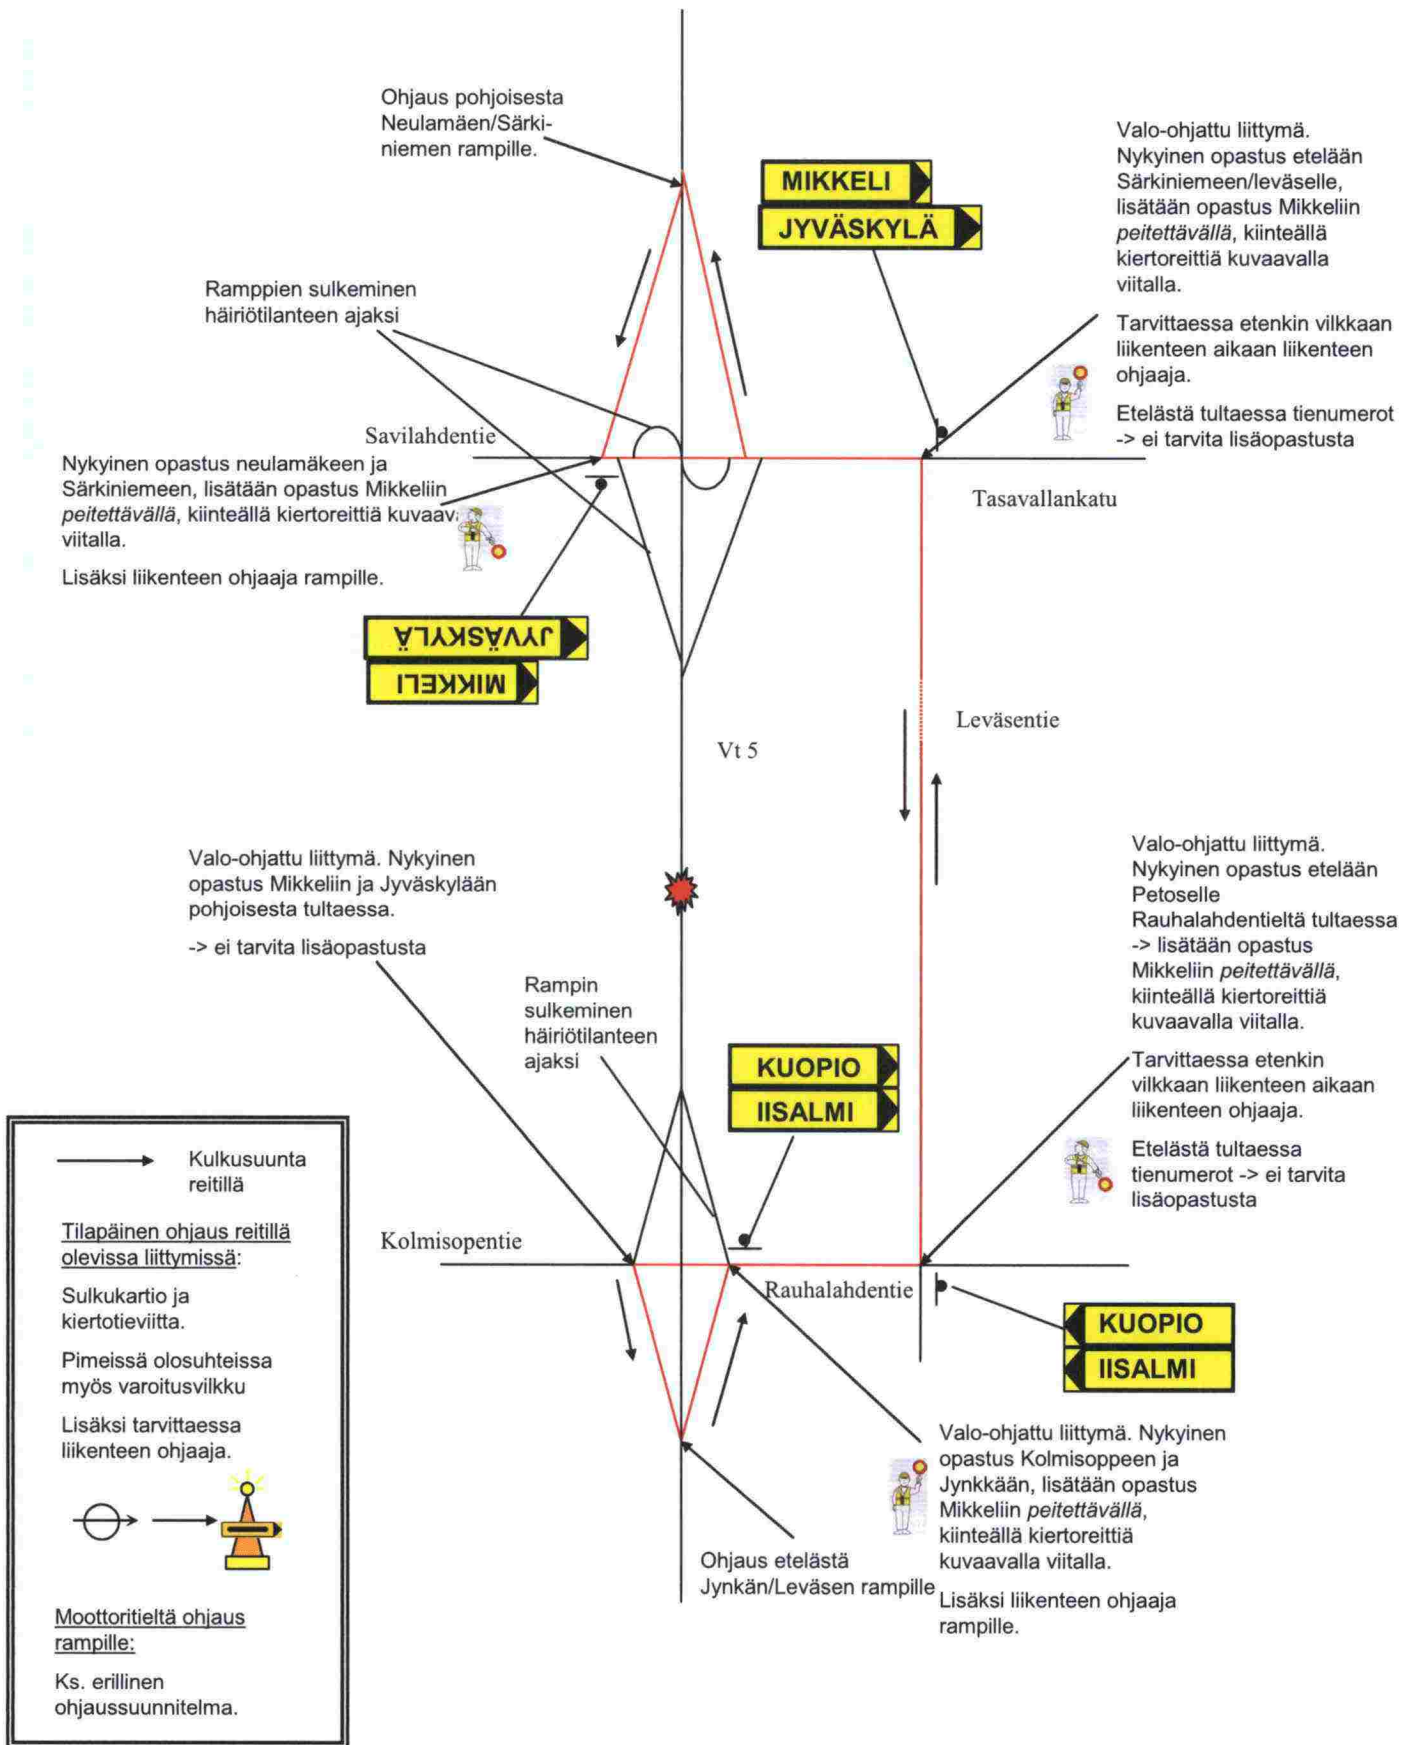 Ohjaus pohjoisesta
Neulamäen/Särki-
niemen rampille.
MIKKELI
JYVÄSKYLÄ
Valo-ohjattu liittymä.
Nykyinen opastus etelään
Särkiniemeen/leväselle,
lisätään opastus Mikkeliin
peitettävällä, kiinteällä
kiertoreittiä kuvaavalla
viitalla.
Tarvittaessa etenkin vilkkaan
liikenteen aikaan liikenteen
ohjaaja.
Etelästä tultaessa tienumerot
-> ei tarvita lisäopastusta
Ramppien sulkeminen
häiriötilanteen ajaksi
Savilahdentie
Tasavallankatu
Nykyinen opastus neulamäkeen ja
Särkiniemeen, lisätään opastus Mikkeliin
peitettävällä, kiinteällä kiertoreittiä kuvaava
viitalla.
Lisäksi liikenteen ohjaaja rampille.
JYVÄSKYLÄ
MIKKELI
Leväsentie
Vt 5
Valo-ohjattu liittymä. Nykyinen
opastus Mikkeliin ja Jyväskylään
pohjoisesta tultaessa.
-> ei tarvita lisäopastusta
Valo-ohjattu liittymä.
Nykyinen opastus etelään
Petoselle
Rauhalahdentieltä tultaessa
-> lisätään opastus
Mikkeliin peitettävällä,
kiinteällä kiertoreittiä
kuvaavalla viitalla.
Tarvittaessa etenkin
vilkkaan liikenteen aikaan
liikenteen ohjaaja.
Etelästä tultaessa
tienumerot -> ei tarvita
lisäopastusta
Rampin
sulkeminen
häiriötilanteen
ajaksi
KUOPIO
IISALMI
Kolmisopentie
Rauhalahdentie
KUOPIO
IISALMI
Valo-ohjattu liittymä. Nykyinen
opastus Kolmisoppeen ja
Jynkkään, lisätään opastus
Mikkeliin peitettävällä,
kiinteällä kiertoreittiä
kuvaavalla viitalla.
Lisäksi liikenteen ohjaaja
rampille.
Ohjaus etelästä
Jynkän/Leväsen rampille
Kulkusuunta
reitillä
Tilapäinen ohjaus reitillä
olevissa liittymissä:
Sulkukartio ja
kiertotieviitta.
Pimeissä olosuhteissa
myös varoitusvilkku
Lisäksi tarvittaessa
liikenteen ohjaaja.
Moottoritieltä ohjaus
rampille:
Ks. erillinen
ohjaussuunnitelma.